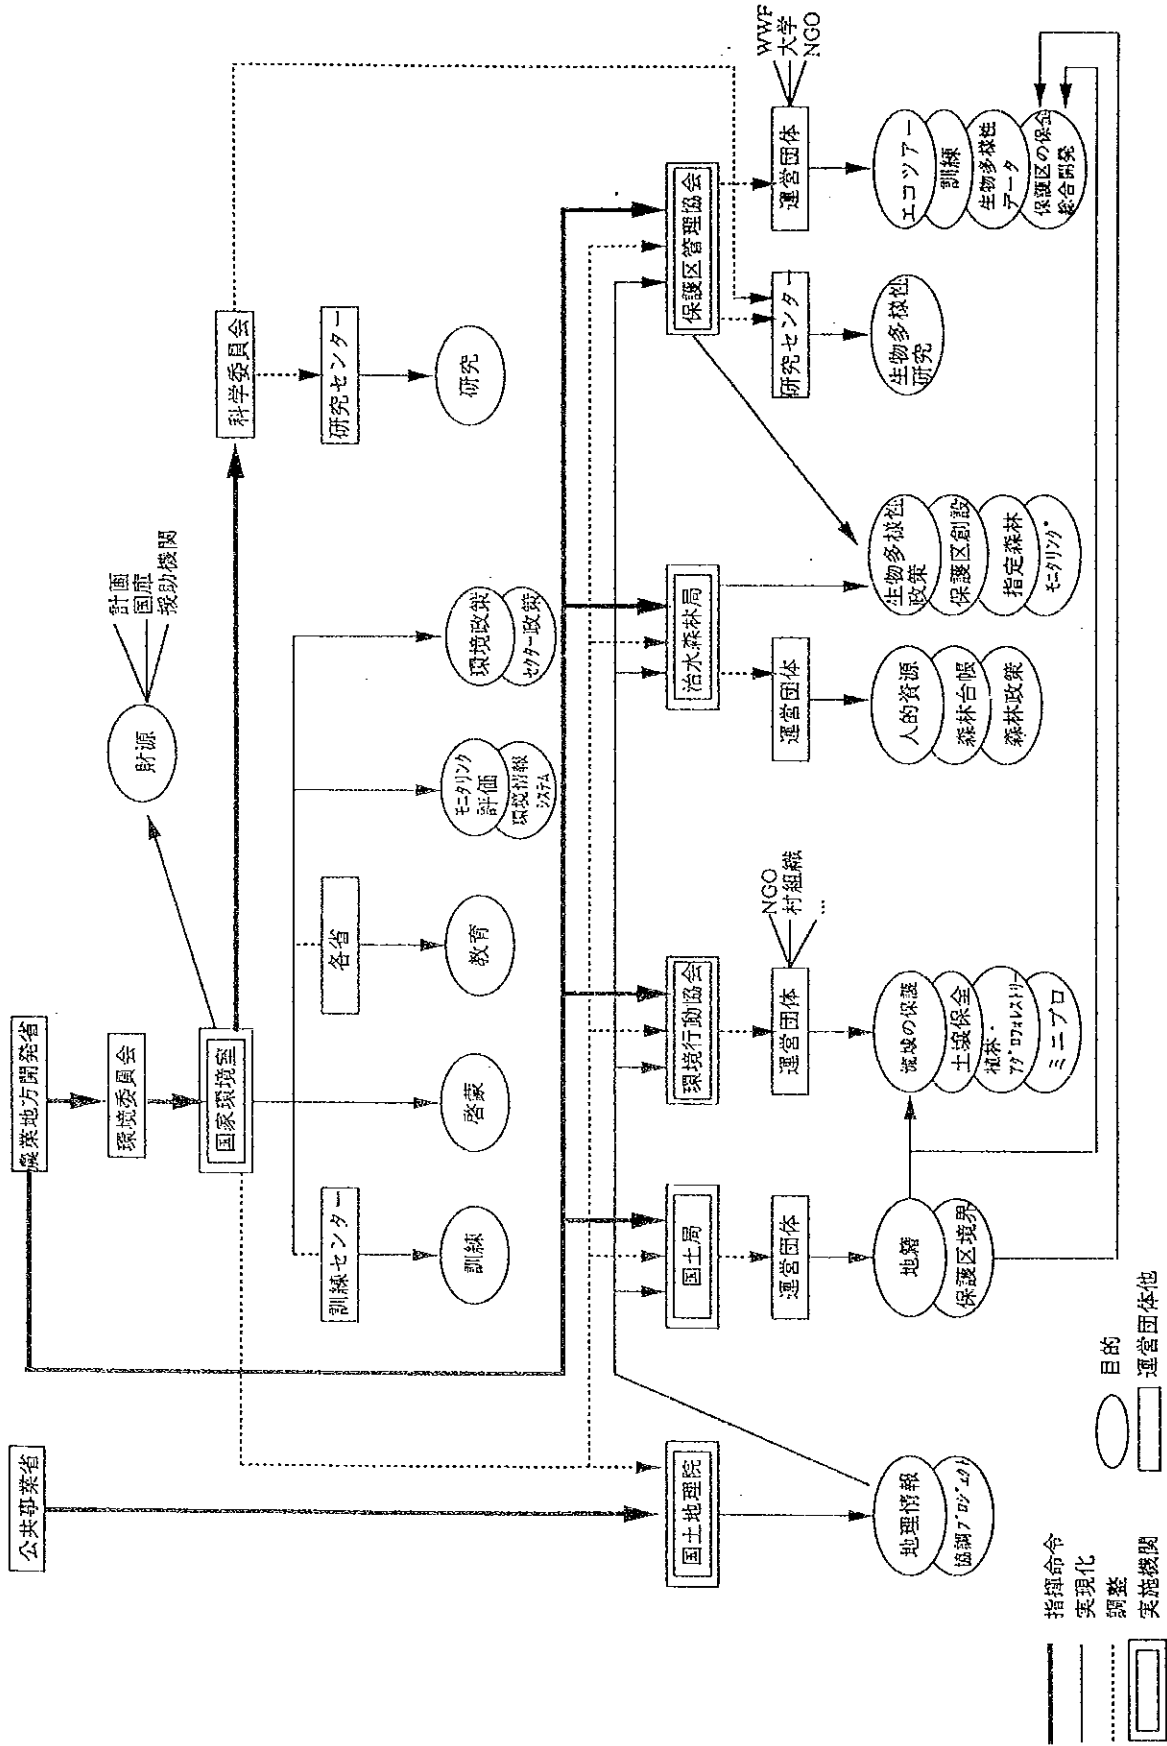 公共事業省
農業地方開発省
環境委員会
国家環境室
財源
計画
国庫
援助機関
科学委員会
研究センター
研究
訓練センター
訓練
啓蒙
各省
教育
モニタリング
評価
環境情報
システム
環境政策
セクター政策
国土地理院
地理情報
協調プロジェクト
国土局
運営団体
地籍
保護区境界
環境行動協会
運営団体
NGO
村組織
...
流域の保護
土壌保全
植林・
アグロフォレストリー
ミニプロ
治水森林局
運営団体
人的資源
森林台帳
森林政策
生物多様性
政策
保護区創設
指定森林
モニタリング
保護区管理協会
研究センター
生物多様性
研究
運営団体
WWF
大学
NGO
エコツアー
訓練
生物多様性
データ
保護区の保全
総合開発
指揮命令
実現化
調整
実施機関
目的
運営団体他